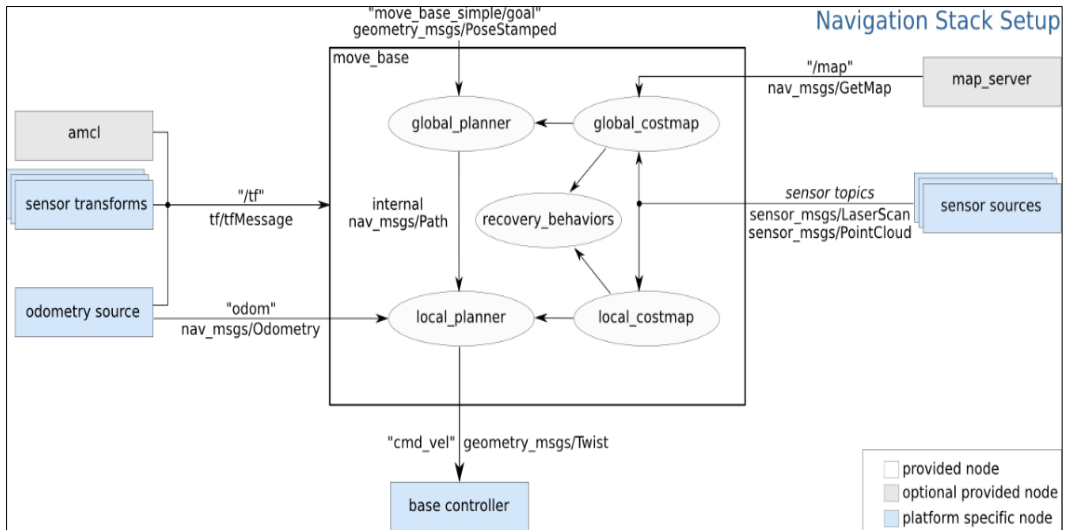 "move_base_simple/goal"
geometry_msgs/PoseStamped
Navigation Stack Setup
move_base
"/map"
nav_msgs/GetMap
map_server
amcl
global_planner
global_costmap
sensor transforms
"/tf"
tf/tfMessage
internal
nav_msgs/Path
recovery_behaviors
sensor topics
sensor_msgs/LaserScan
sensor_msgs/PointCloud
sensor sources
odometry source
"odom"
nav_msgs/Odometry
local_planner
local_costmap
"cmd_vel" geometry_msgs/Twist
base controller
provided node
optional provided node
platform specific node